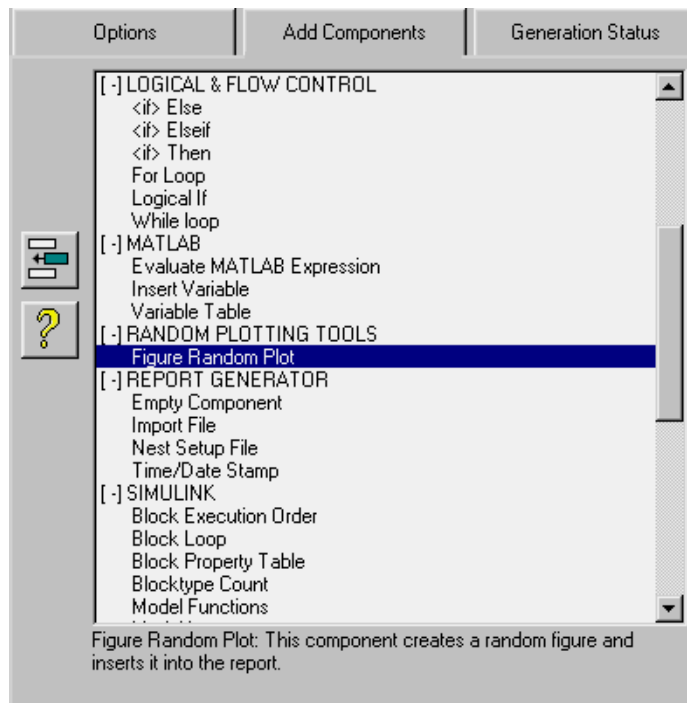 Options
Add Components
Generation Status
[-] LOGICAL & FLOW CONTROL
<if> Else
<if> Elseif
<if> Then
For Loop
Logical If
While loop
[-] MATLAB
Evaluate MATLAB Expression
Insert Variable
Variable Table
[-] RANDOM PLOTTING TOOLS
Figure Random Plot
[-] REPORT GENERATOR
Empty Component
Import File
Nest Setup File
Time/Date Stamp
[-] SIMULINK
Block Execution Order
Block Loop
Block Property Table
Blocktype Count
Model Functions
Figure Random Plot: This component creates a random figure and
inserts it into the report.